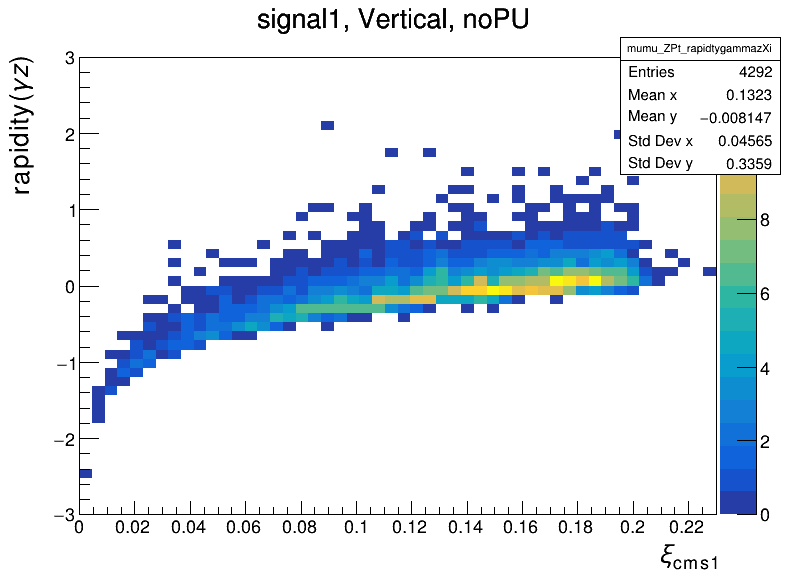 signal1, Vertical, noPU
mumu_ZPt_rapidtygammazXi
Entries 4292
Mean x 0.1323
Mean y −0.008147
Std Dev x 0.04565
Std Dev y 0.3359
rapidity(γz)
3
2
1
0
−1
−2
−3
0 0.02 0.04 0.06 0.08 0.1 0.12 0.14 0.16 0.18 0.2 0.22
ξcms1
8
6
4
2
0